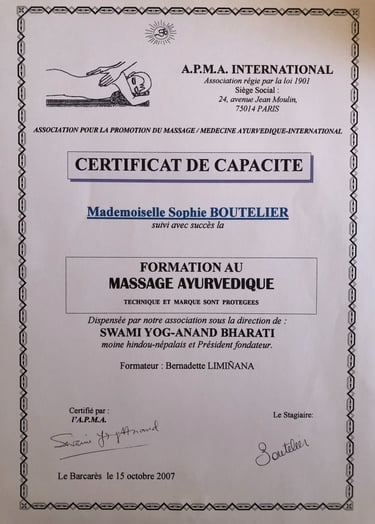 A.P.M.A. INTERNATIONAL
Association régie par la loi 1901
Siège Social :
24, avenue Jean Moulin,
75014 PARIS
ASSOCIATION POUR LA PROMOTION DU MASSAGE / MEDECINE AYURVEDIQUE-INTERNATIONAL
CERTIFICAT DE CAPACITE
Mademoiselle Sophie BOUTELIER
suivi avec succès la
FORMATION AU
MASSAGE AYURVEDIQUE
TECHNIQUE ET MARQUE SONT PROTEGEES
Dispensée par notre association sous la direction de :
SWAMI YOG-ANAND BHARATI
moine hindou-népalais et Président fondateur.
Formateur : Bernadette LIMIÑANA
Certifié par :
l'A.P.M.A.
Le Stagiaire:
Swami YogAnand
Boutelier
Le Barcarès le 15 octobre 2007